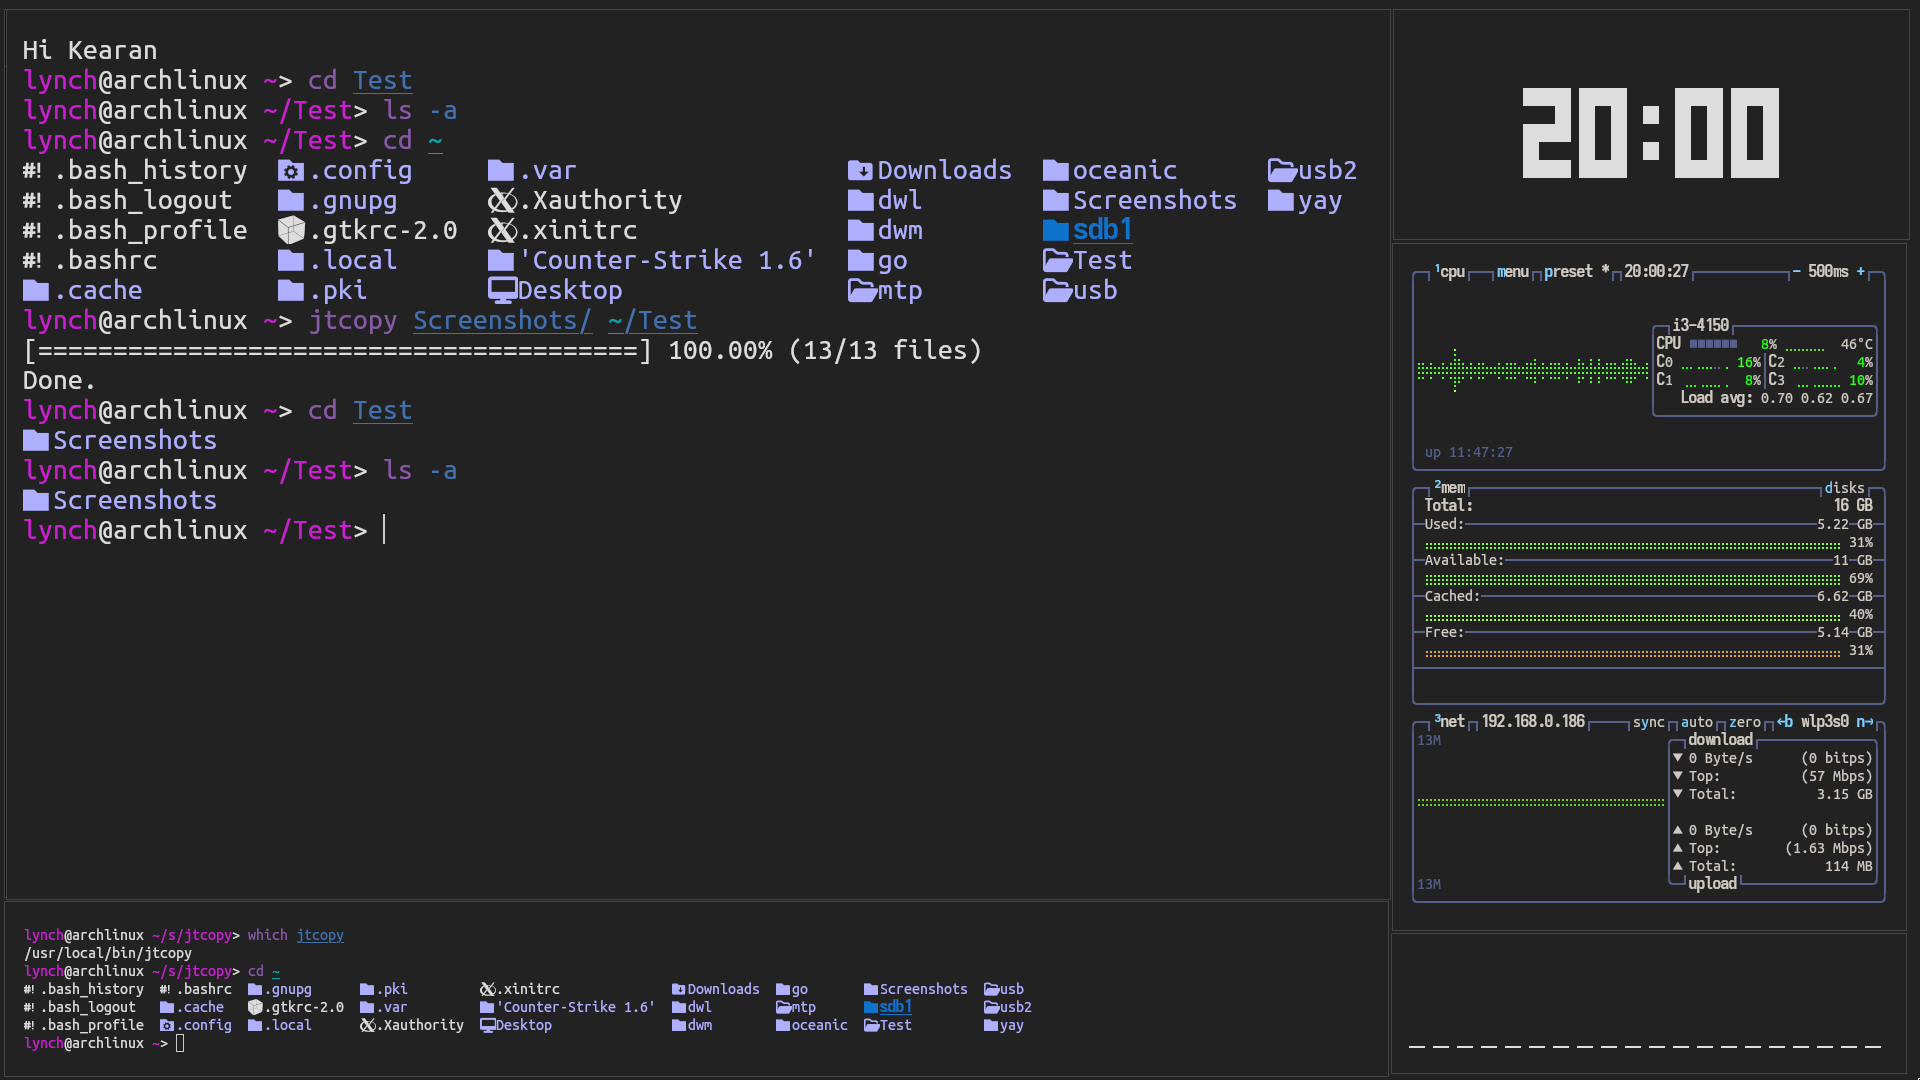 Hi Kearan
lynch@archlinux ~> cd Test
lynch@archlinux ~/Test> ls -a
lynch@archlinux ~/Test> cd ~
#! .bash_history .config .var Downloads oceanic usb2
#! .bash_logout .gnupg .Xauthority dwl Screenshots yay
#! .bash_profile .gtkrc-2.0 .xinitrc dwm sdb1
#! .bashrc .local 'Counter-Strike 1.6' go Test
.cache .pki Desktop mtp usb
lynch@archlinux ~> jtcopy Screenshots/ ~/Test
[========================================] 100.00% (13/13 files)
Done.
lynch@archlinux ~> cd Test
Screenshots
lynch@archlinux ~/Test> ls -a
Screenshots
lynch@archlinux ~/Test>
lynch@archlinux ~/s/jtcopy> which jtcopy
/usr/local/bin/jtcopy
lynch@archlinux ~/s/jtcopy> cd ~
#! .bash_history #! .bashrc .gnupg .pki .xinitrc Downloads go Screenshots usb
#! .bash_logout .cache .gtkrc-2.0 .var 'Counter-Strike 1.6' dwl mtp sdb1 usb2
#! .bash_profile .config .local .Xauthority Desktop dwm oceanic Test yay
lynch@archlinux ~>
20:00
1cpu menu preset * 20:00:27 - 500ms +
i3-4150
CPU 8% 46°C
C0 16% C2 4%
C1 8% C3 10%
Load avg: 0.70 0.62 0.67
up 11:47:27
2mem disks
Total: 16 GB
Used: 5.22 GB
31%
Available: 11 GB
69%
Cached: 6.62 GB
40%
Free: 5.14 GB
31%
3net 192.168.0.186 sync auto zero ←b wlp3s0 n→
13M
download
▼ 0 Byte/s (0 bitps)
▼ Top: (57 Mbps)
▼ Total: 3.15 GB
▲ 0 Byte/s (0 bitps)
▲ Top: (1.63 Mbps)
▲ Total: 114 MB
13M
upload